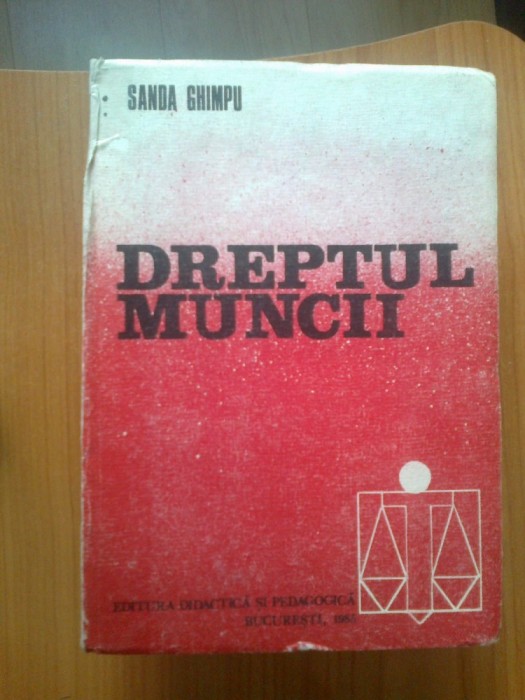 SANDA GHIMPU
DREPTUL
MUNCII
EDITURA DIDACTICĂ ȘI PEDAGOGICĂ
BUCUREȘTI,